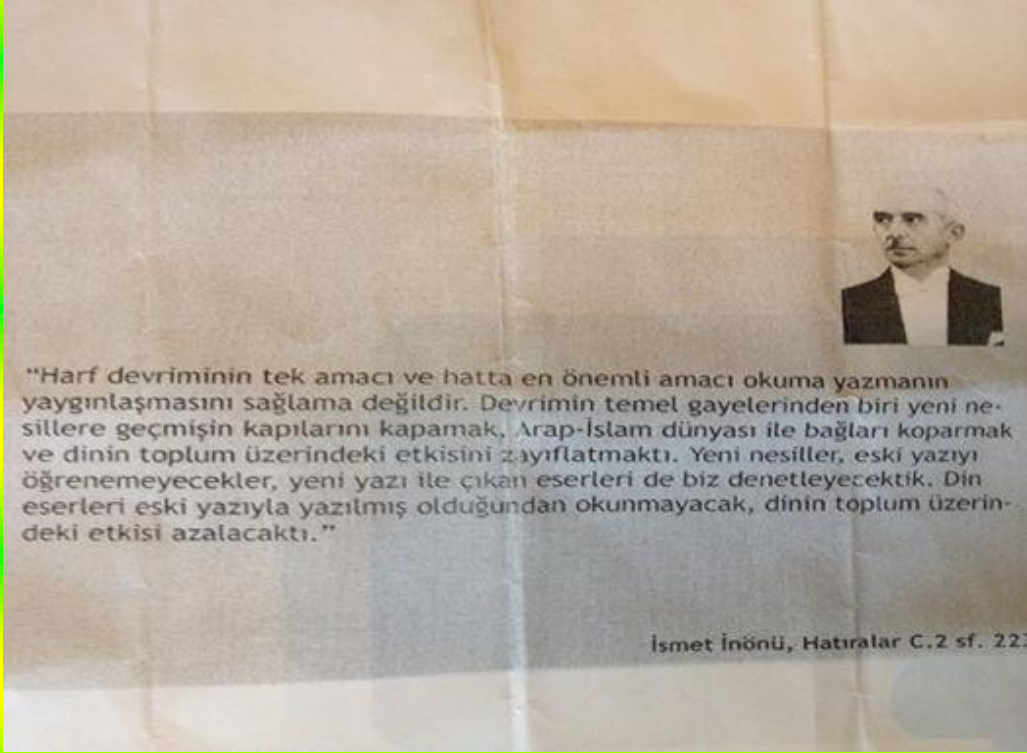 “Harf devriminin tek amacı ve hatta en önemli amacı okuma yazmanın
yaygınlaşmasını sağlama değildir. Devrimin temel gayelerinden biri yeni ne-
sillere geçmişin kapılarını kapamak, Arap-İslam dünyası ile bağları koparmak
ve dinin toplum üzerindeki etkisini zayıflatmaktı. Yeni nesiller, eski yazıyı
öğrenemeyecekler, yeni yazı ile çıkan eserleri de biz denetleyecektik. Din
eserleri eski yazıyla yazılmış olduğundan okunmayacak, dinin toplum üzerin-
deki etkisi azalacaktı.”
İsmet İnönü, Hatıralar C.2 sf. 223